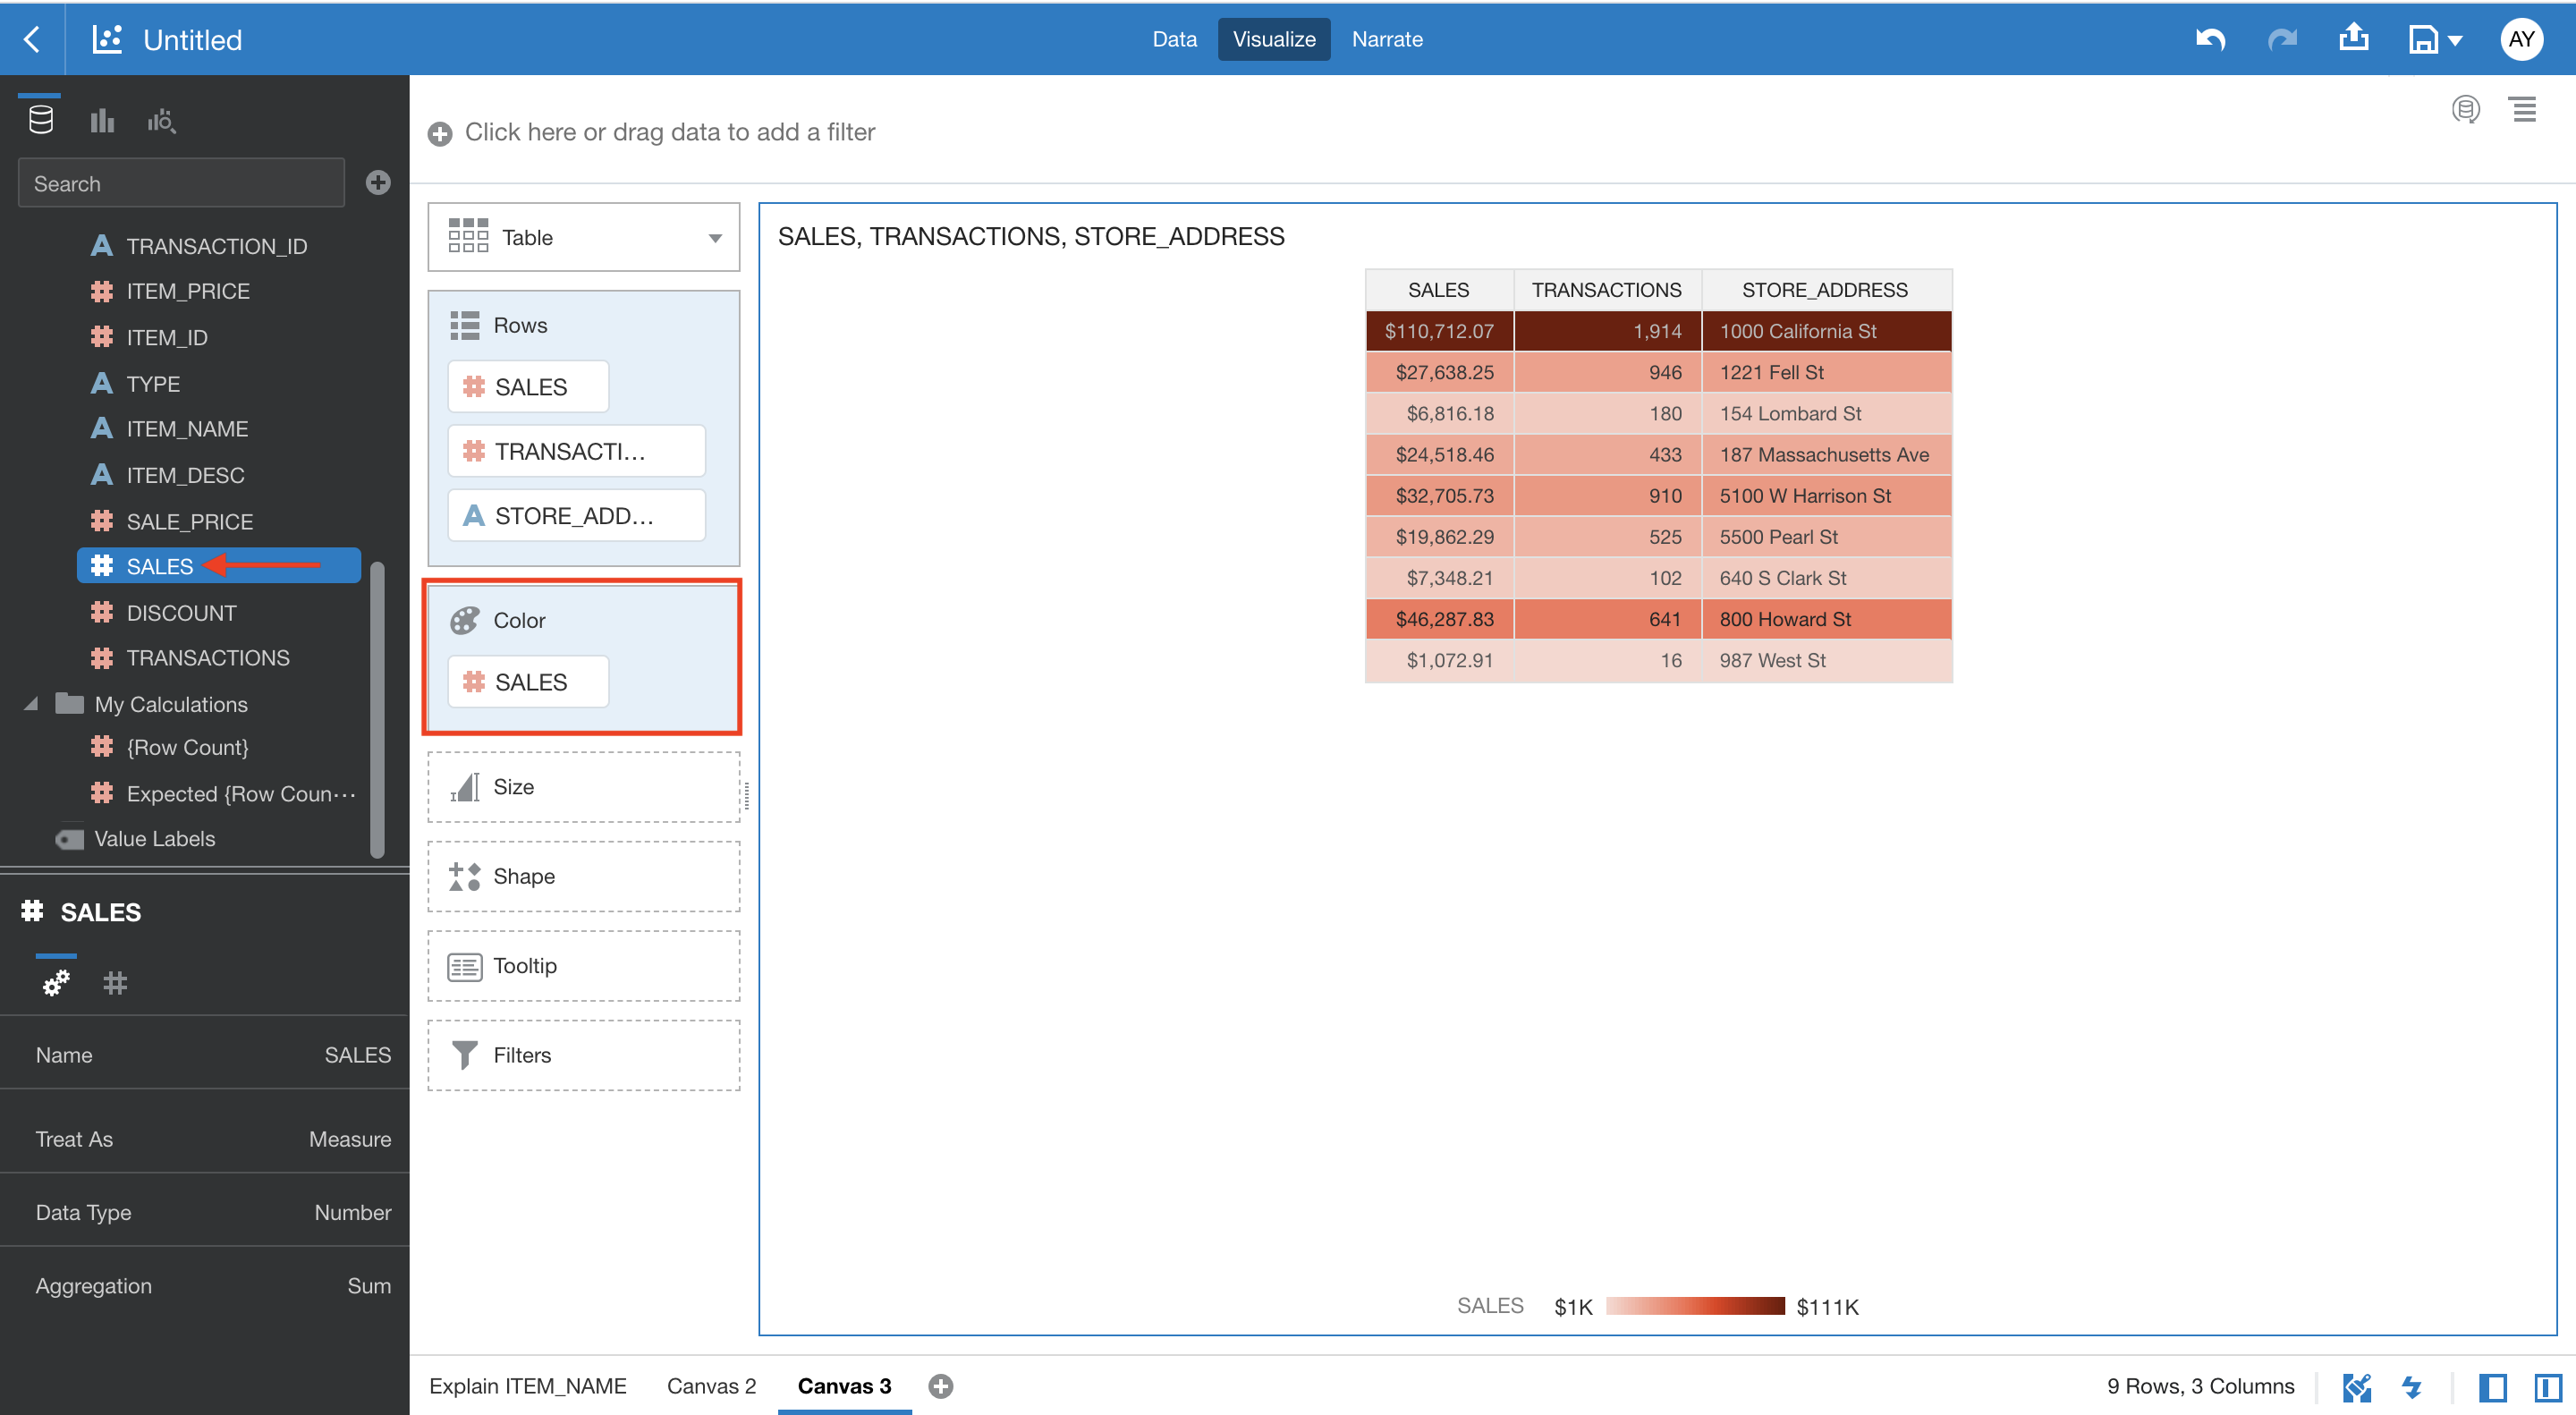 Untitled
Data Visualize Narrate
AY
Search
Click here or drag data to add a filter
TRANSACTION_ID
ITEM_PRICE
ITEM_ID
TYPE
ITEM_NAME
ITEM_DESC
SALE_PRICE
SALES
DISCOUNT
TRANSACTIONS
My Calculations
{Row Count}
Expected {Row Coun...
Value Labels
SALES
Name SALES
Treat As Measure
Data Type Number
Aggregation Sum
Table
Rows
SALES
TRANSACTI...
STORE_ADD...
Color
SALES
Size
Shape
Tooltip
Filters
SALES, TRANSACTIONS, STORE_ADDRESS
SALES TRANSACTIONS STORE_ADDRESS
$110,712.07 1,914 1000 California St
$27,638.25 946 1221 Fell St
$6,816.18 180 154 Lombard St
$24,518.46 433 187 Massachusetts Ave
$32,705.73 910 5100 W Harrison St
$19,862.29 525 5500 Pearl St
$7,348.21 102 640 S Clark St
$46,287.83 641 800 Howard St
$1,072.91 16 987 West St
SALES $1K $111K
Explain ITEM_NAME Canvas 2 Canvas 3
9 Rows, 3 Columns